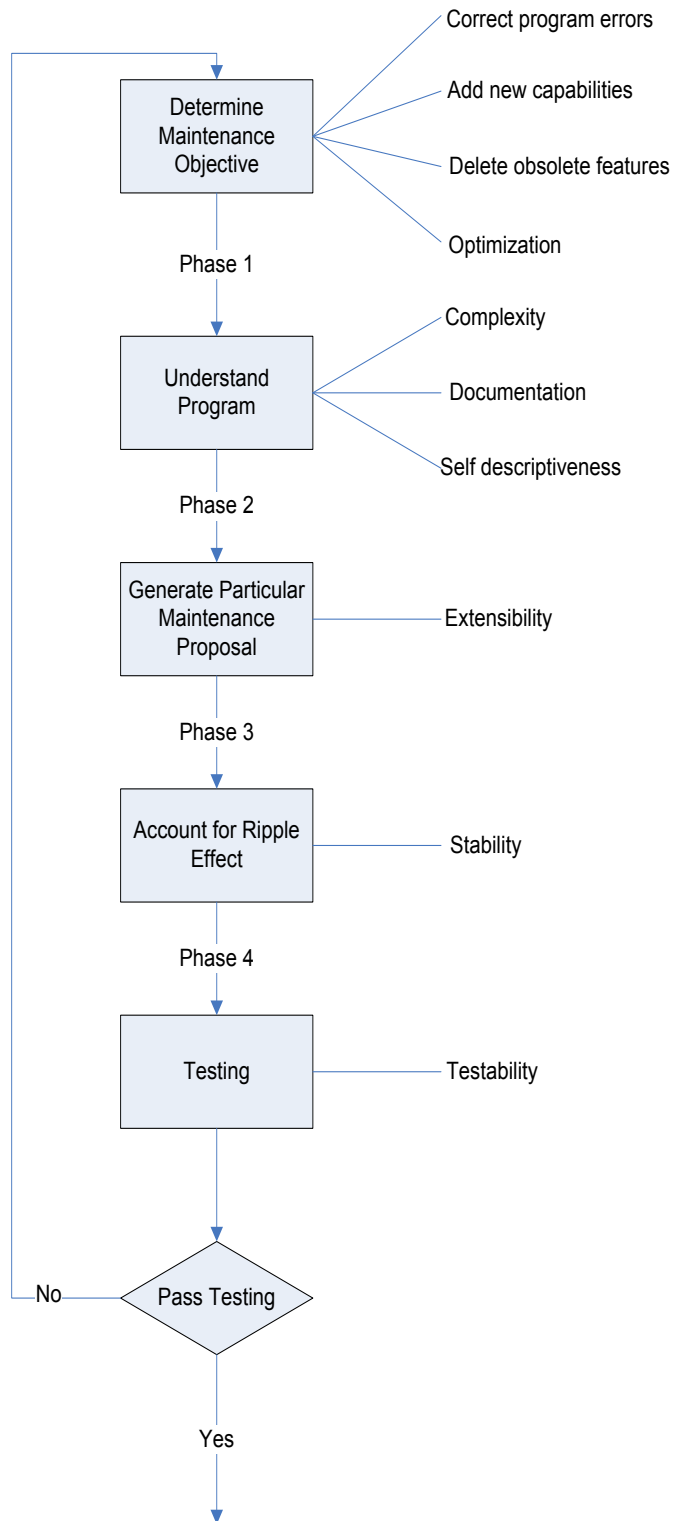 Correct program errors
Determine
Maintenance
Objective
Add new capabilities
Delete obsolete features
Optimization
Phase 1
Complexity
Understand
Program
Documentation
Self descriptiveness
Phase 2
Generate Particular
Maintenance
Proposal
Extensibility
Phase 3
Account for Ripple
Effect
Stability
Phase 4
Testing
Testability
Pass Testing
No
Yes